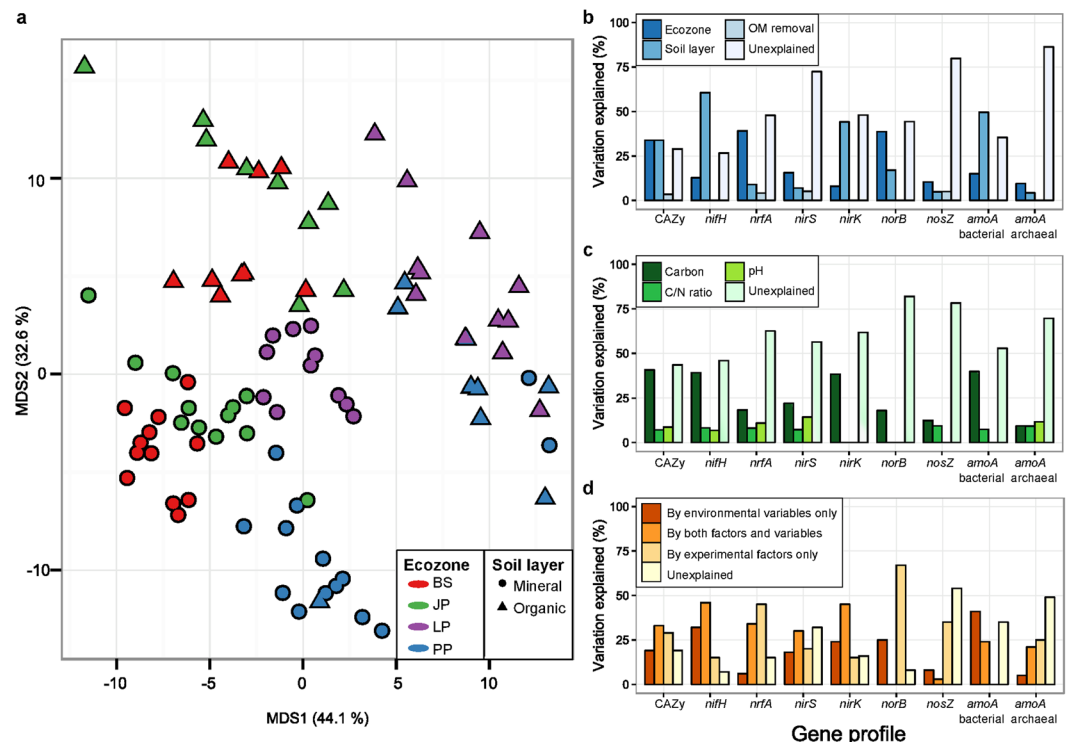 a
10
0
-10
MDS2 (32.6 %)
-10
-5
0
5
10
MDS1 (44.1 %)
Ecozone
BS
JP
LP
PP
Soil layer
Mineral
Organic
b
Variation explained (%)
100
75
50
25
0
Ecozone
Soil layer
OM removal
Unexplained
CAZy nifH nrfA nirS nirK norB nosZ amoA amoA
bacterial archaeal
c
Variation explained (%)
100
75
50
25
0
Carbon
C/N ratio
pH
Unexplained
CAZy nifH nrfA nirS nirK norB nosZ amoA amoA
bacterial archaeal
d
Variation explained (%)
100
75
50
25
0
By environmental variables only
By both factors and variables
By experimental factors only
Unexplained
CAZy nifH nrfA nirS nirK norB nosZ amoA amoA
bacterial archaeal
Gene profile